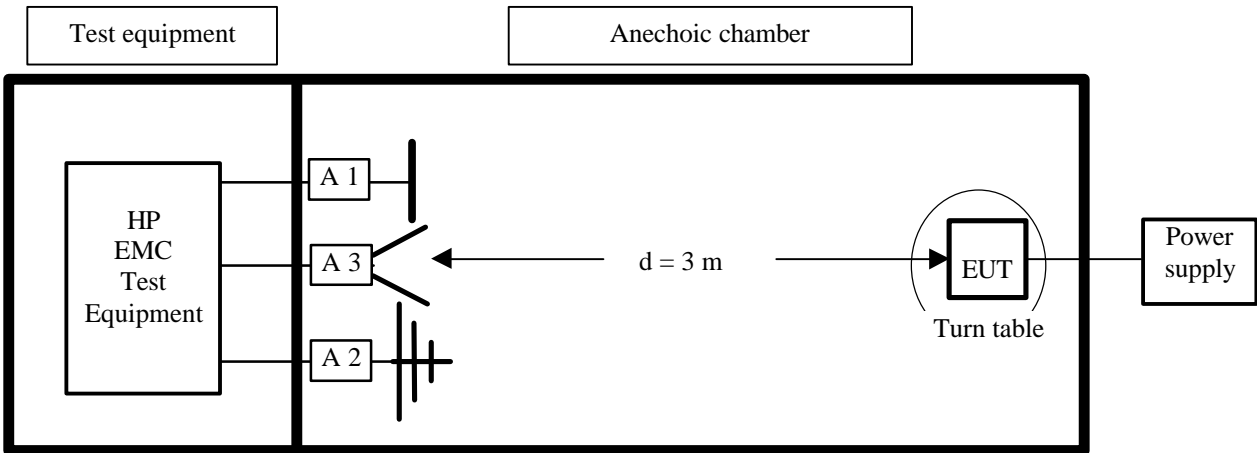 Test equipment
Anechoic chamber
A 1
HP
EMC
Test
Equipment
A 3
d = 3 m
EUT
Power
supply
Turn table
A 2